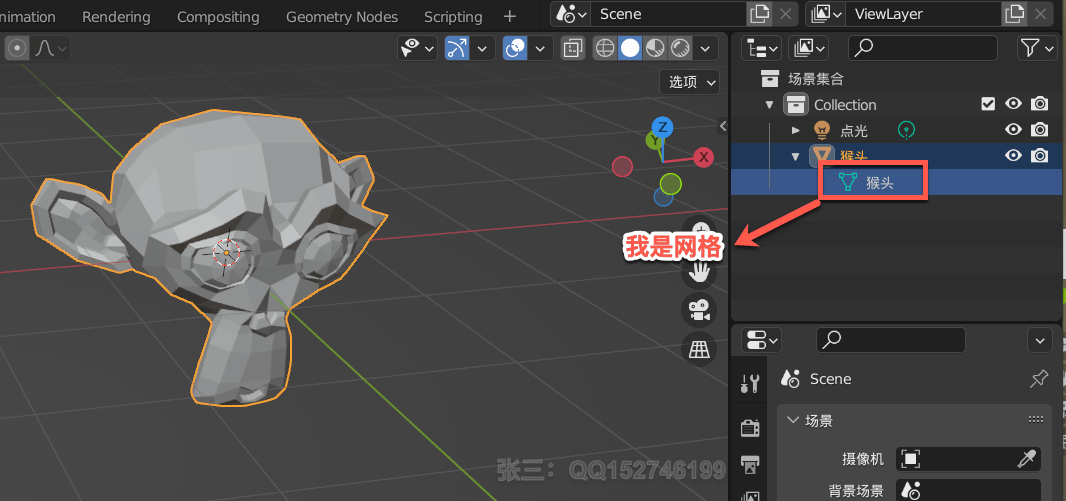 nimation Rendering Compositing Geometry Nodes Scripting + Scene ViewLayer
选项
场景集合
Collection
点光
猴头
猴头
Z
Y
X
我是网格
Scene
场景
摄像机
背景场景
张三：QQ152746199